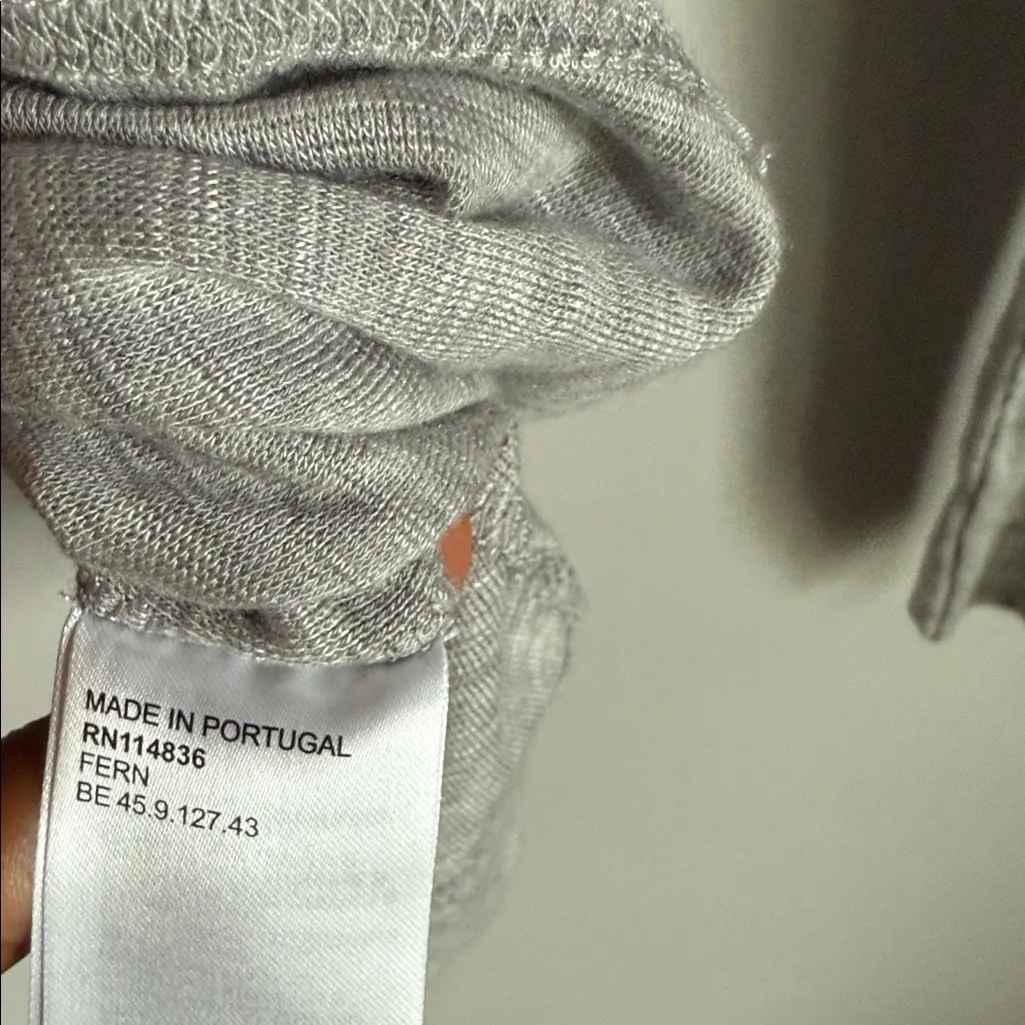 MADE IN PORTUGAL
RN114836
FERN
BE 45.9.127.43